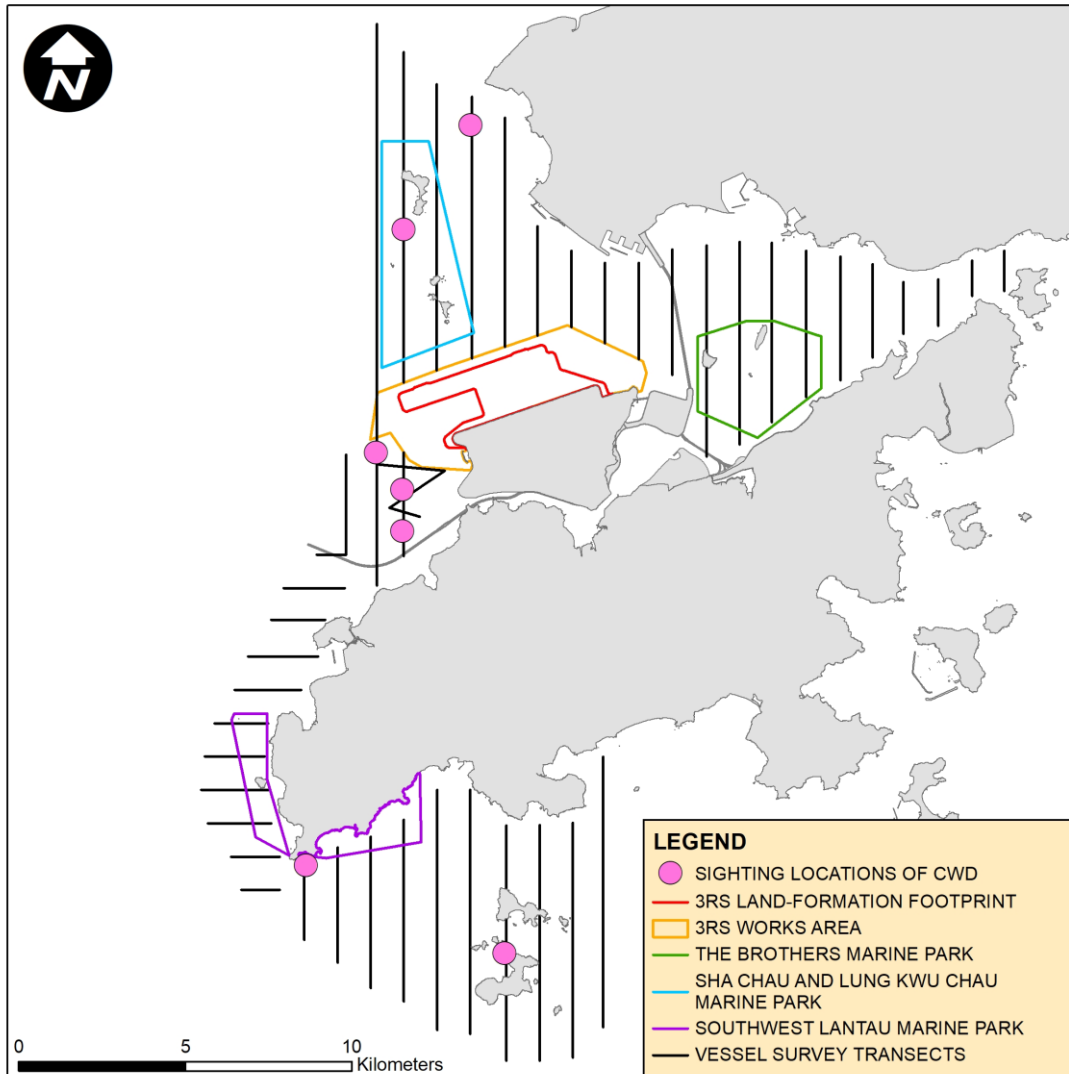 N
LEGEND
SIGHTING LOCATIONS OF CWD
3RS LAND-FORMATION FOOTPRINT
3RS WORKS AREA
THE BROTHERS MARINE PARK
SHA CHAU AND LUNG KWU CHAU
MARINE PARK
SOUTHWEST LANTAU MARINE PARK
VESSEL SURVEY TRANSECTS
0 5 10
Kilometers